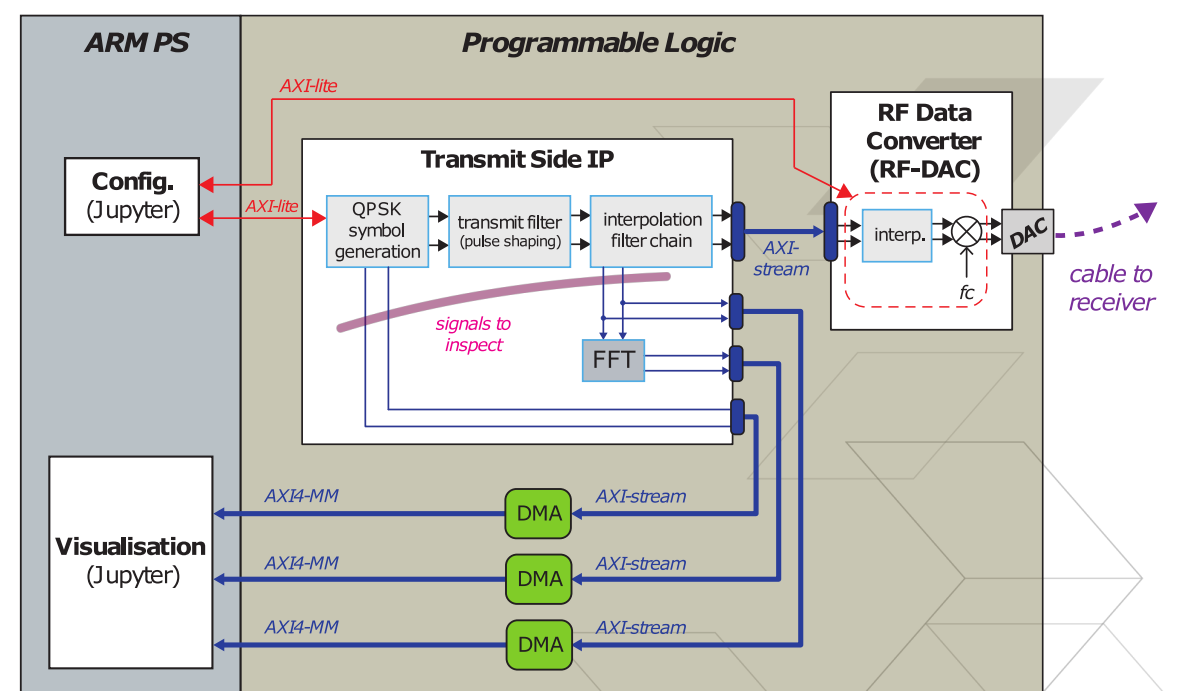 ARM PS
Programmable Logic
AXI-lite
RF Data
Converter
(RF-DAC)
Transmit Side IP
Config.
(Jupyter)
AXI-lite
QPSK
symbol
generation
transmit filter
(pulse shaping)
interpolation
filter chain
AXI-
stream
interp.
fc
DAC
cable to
receiver
signals to
inspect
FFT
Visualisation
(Jupyter)
AXI4-MM
DMA
AXI-stream
AXI4-MM
DMA
AXI-stream
AXI4-MM
DMA
AXI-stream